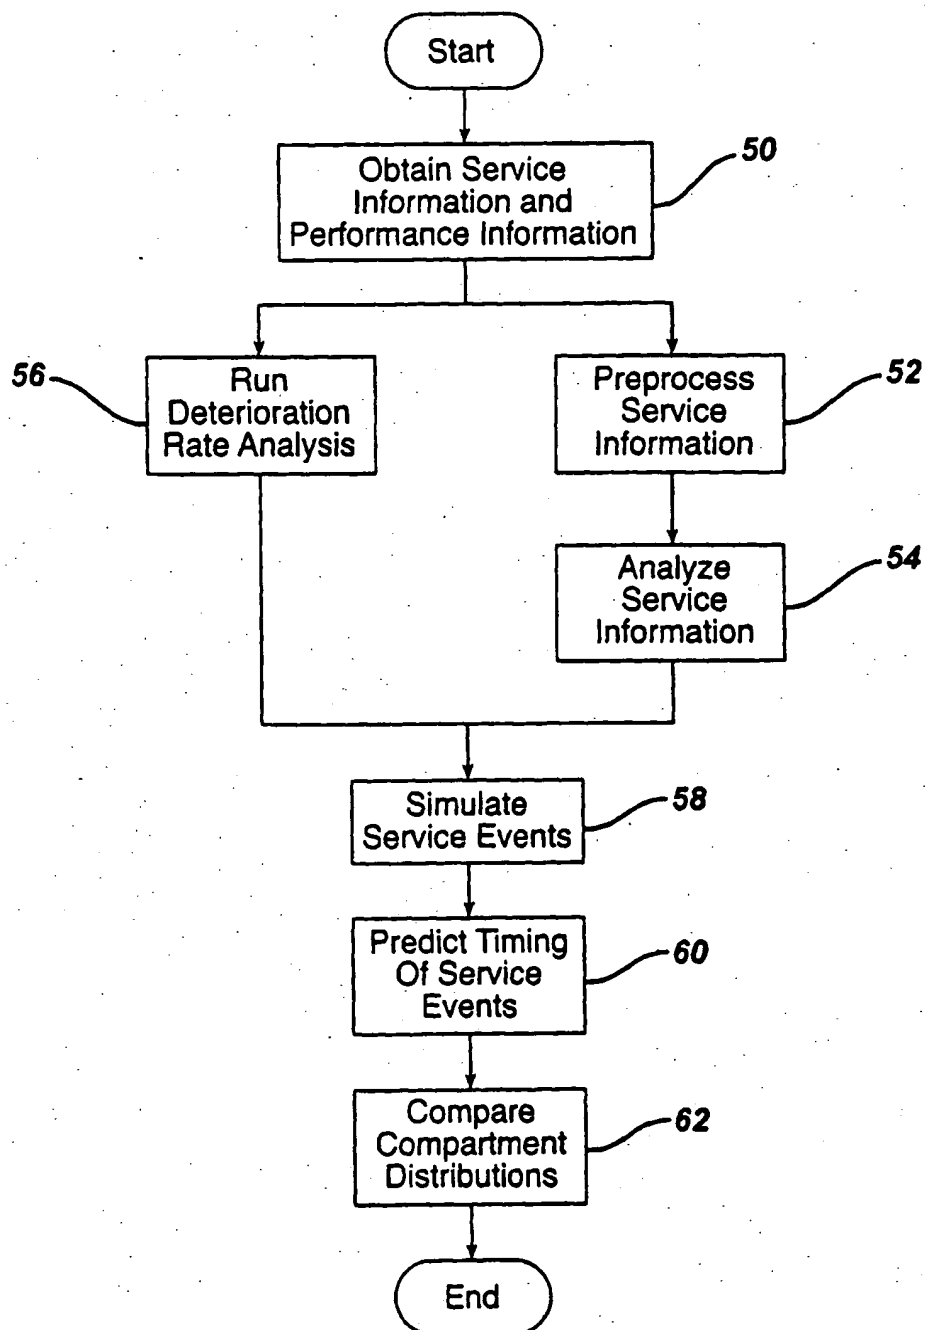 Start
Obtain Service
Information and
Performance Information
50
56
Run
Deterioration
Rate Analysis
Preprocess
Service
Information
52
Analyze
Service
Information
54
Simulate
Service Events
58
Predict Timing
Of Service
Events
60
Compare
Compartment
Distributions
62
End